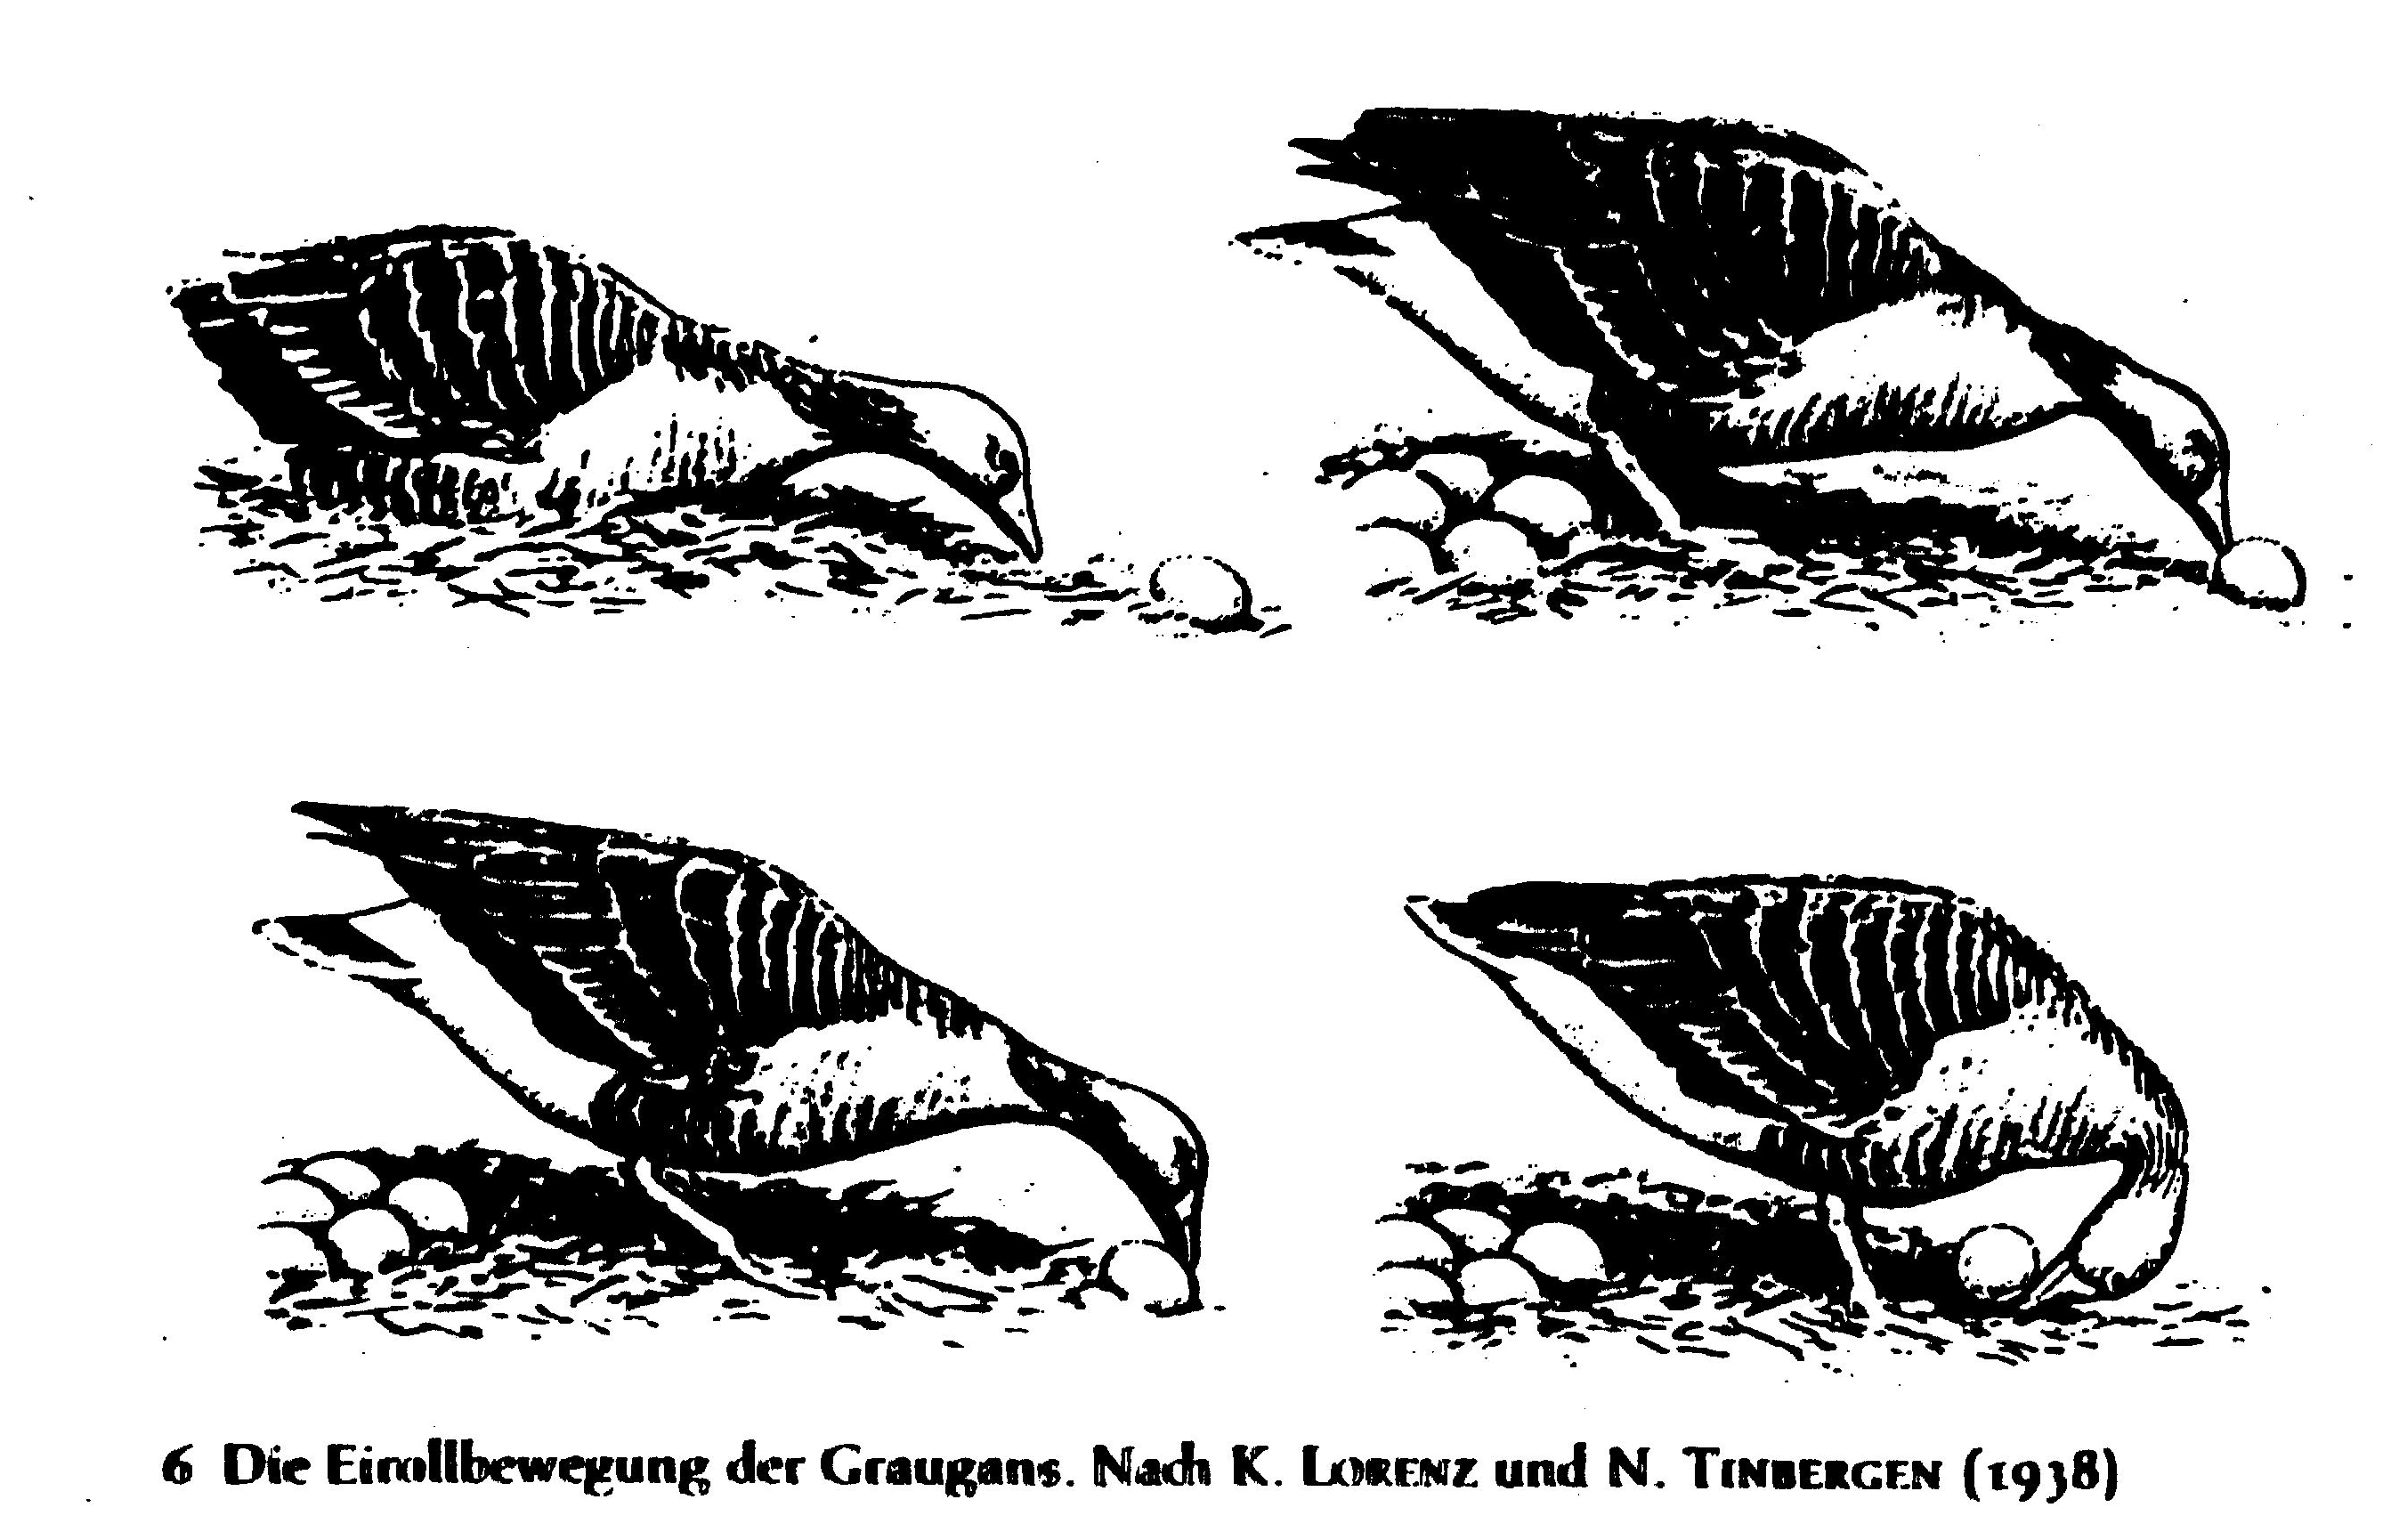 6 Die Eirollbewegung der Graugans. Nach K. LORENZ und N. TINBERGEN (1938)